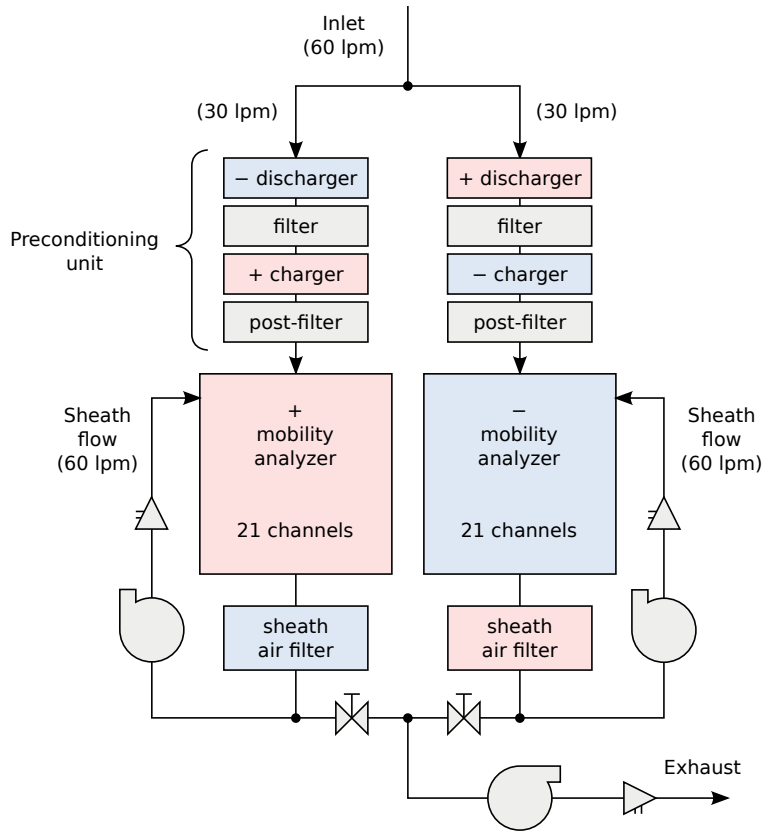 Inlet
(60 lpm)
(30 lpm)
(30 lpm)
Preconditioning
unit
− discharger
filter
+ charger
post-filter
+ discharger
filter
− charger
post-filter
Sheath
flow
(60 lpm)
+
mobility
analyzer
21 channels
−
mobility
analyzer
21 channels
Sheath
flow
(60 lpm)
sheath
air filter
sheath
air filter
Exhaust